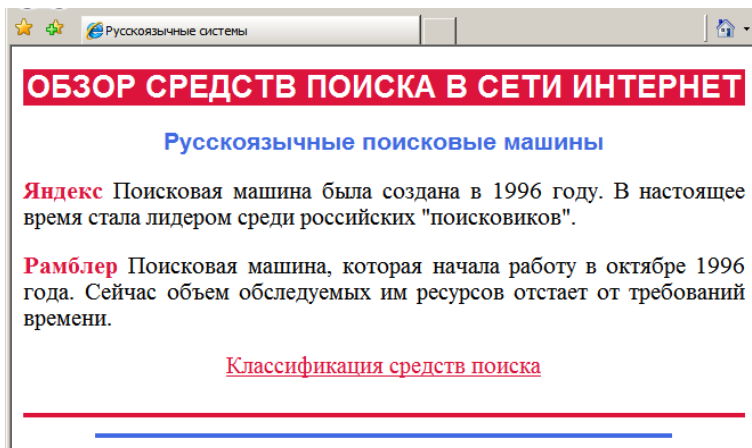 Русскоязычные системы
ОБЗОР СРЕДСТВ ПОИСКА В СЕТИ ИНТЕРНЕТ
Русскоязычные поисковые машины
Яндекс Поисковая машина была создана в 1996 году. В настоящее
время стала лидером среди российских "поисковиков".
Рамблер Поисковая машина, которая начала работу в октябре 1996
года. Сейчас объем обследуемых им ресурсов отстает от требований
времени.
Классификация средств поиска